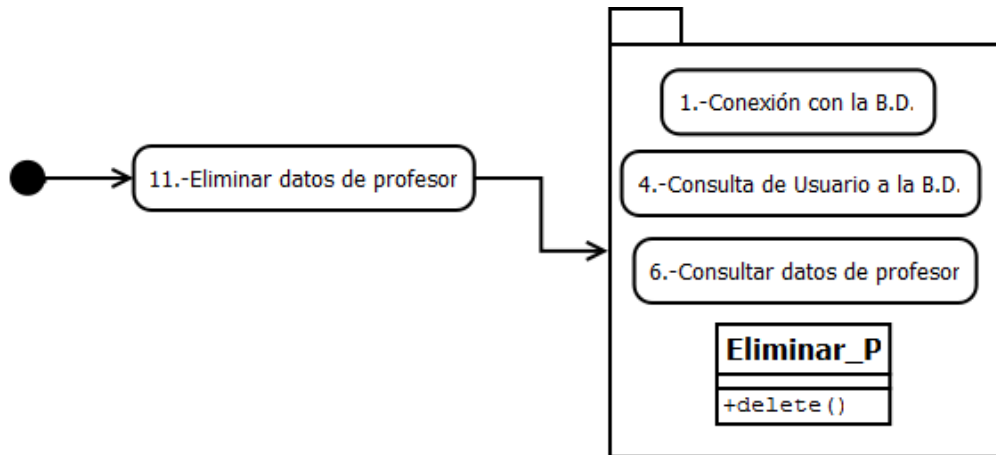 1.-Conexión con la B.D.
11.-Eliminar datos de profesor
4.-Consulta de Usuario a la B.D.
6.-Consultar datos de profesor
Eliminar_P
+delete()